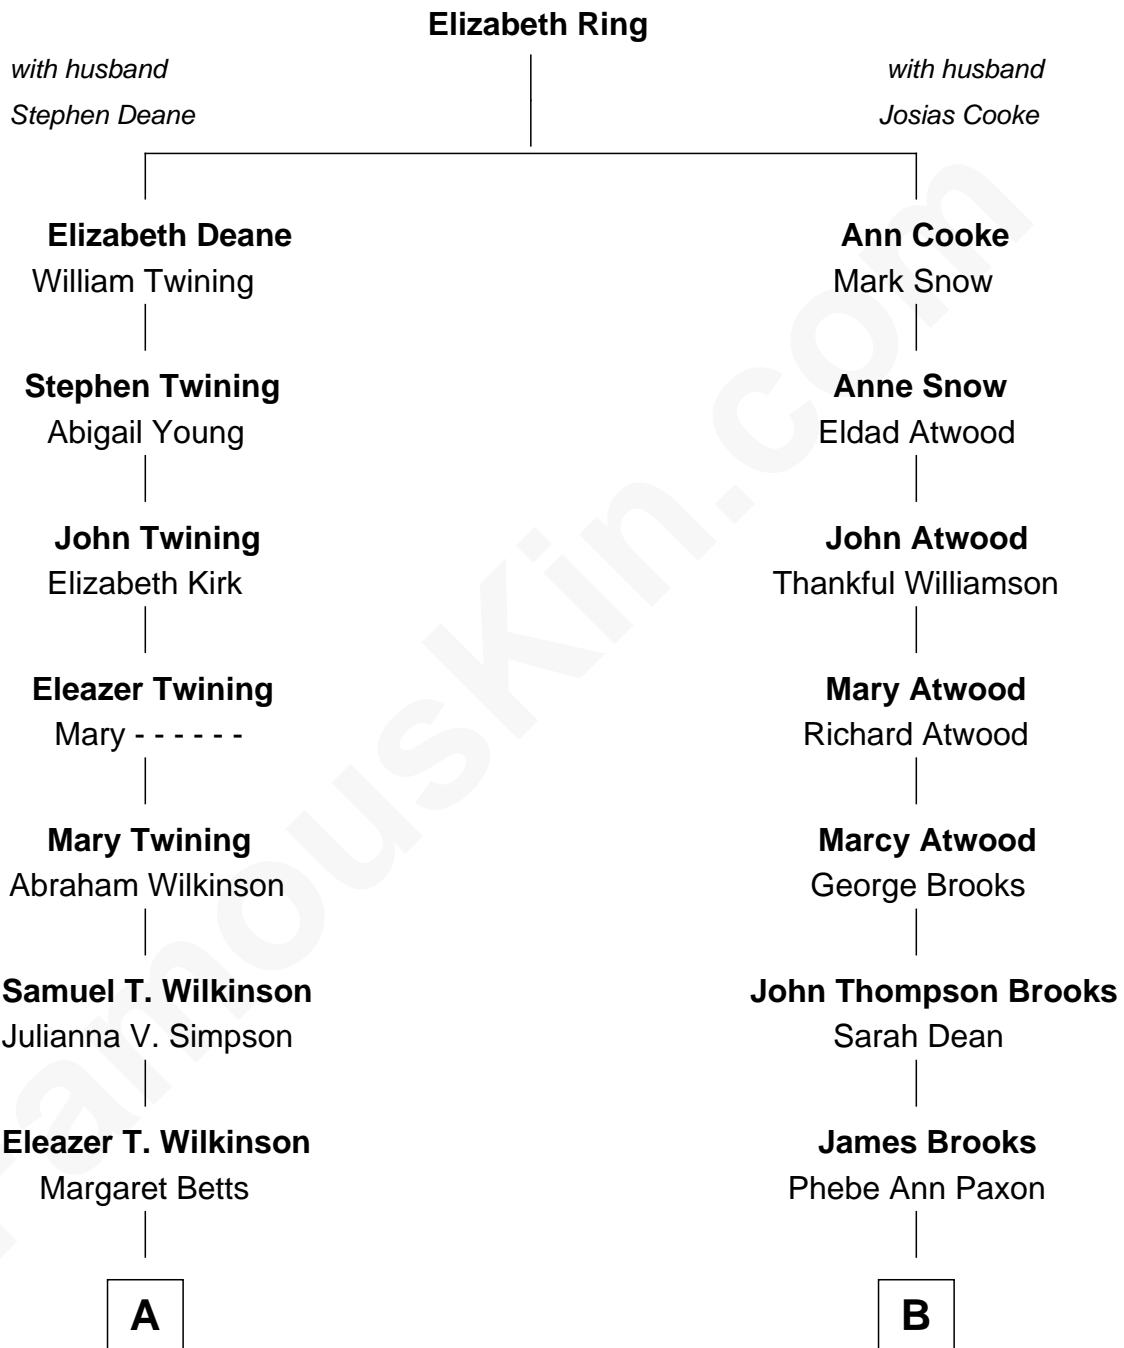 Elizabeth Ring
with husband
Stephen Deane
with husband
Josias Cooke
Elizabeth Deane
William Twining
Ann Cooke
Mark Snow
Stephen Twining
Abigail Young
Anne Snow
Eldad Atwood
John Twining
Elizabeth Kirk
John Atwood
Thankful Williamson
Eleazer Twining
Mary - - - - - -
Mary Atwood
Richard Atwood
Mary Twining
Abraham Wilkinson
Marcy Atwood
George Brooks
Samuel T. Wilkinson
Julianna V. Simpson
John Thompson Brooks
Sarah Dean
Eleazer T. Wilkinson
Margaret Betts
James Brooks
Phebe Ann Paxon
A
B
FamousKin.com